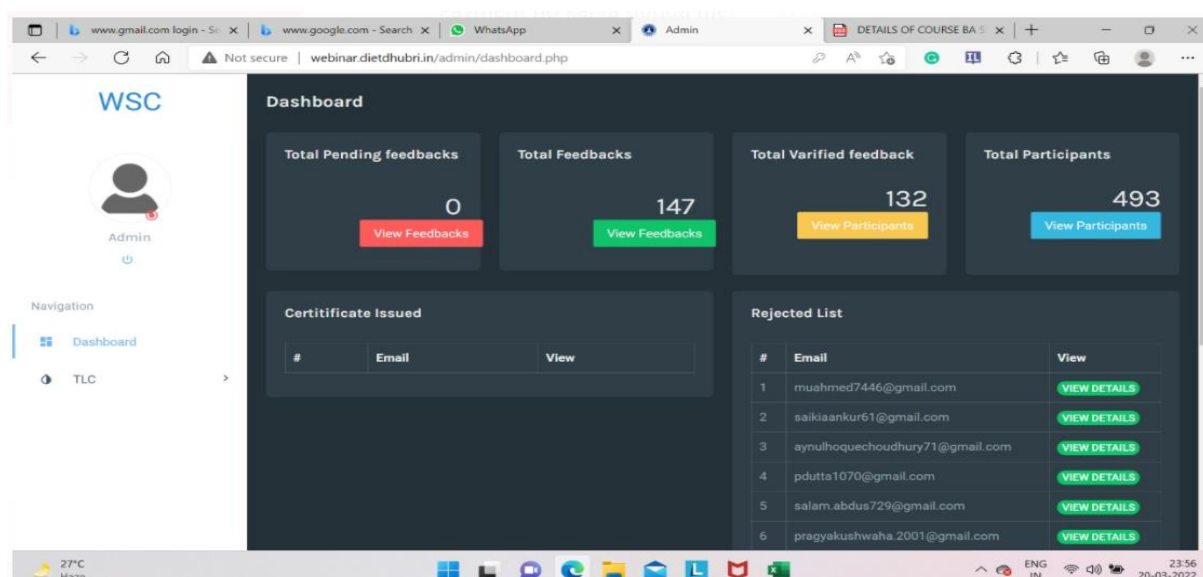 www.gmail.com login - Se
www.google.com - Search
WhatsApp
Admin
DETAILS OF COURSE BA S
Not secure | webinar.dietdhubri.in/admin/dashboard.php
WSC
Admin
Navigation
Dashboard
TLC
Dashboard
Total Pending feedbacks
0
View Feedbacks
Total Feedbacks
147
View Feedbacks
Total Varified feedback
132
View Participants
Total Participants
493
View Participants
Certitificate Issued
# Email View
Rejected List
# Email View
1 muahmed7446@gmail.com VIEW DETAILS
2 saikiaankur61@gmail.com VIEW DETAILS
3 aynulhoquechoudhury71@gmail.com VIEW DETAILS
4 pdutta1070@gmail.com VIEW DETAILS
5 salam.abdus729@gmail.com VIEW DETAILS
6 pragyakushwaha.2001@gmail.com VIEW DETAILS
27°C
Haze
ENG
IN
23:59
20-03-2022